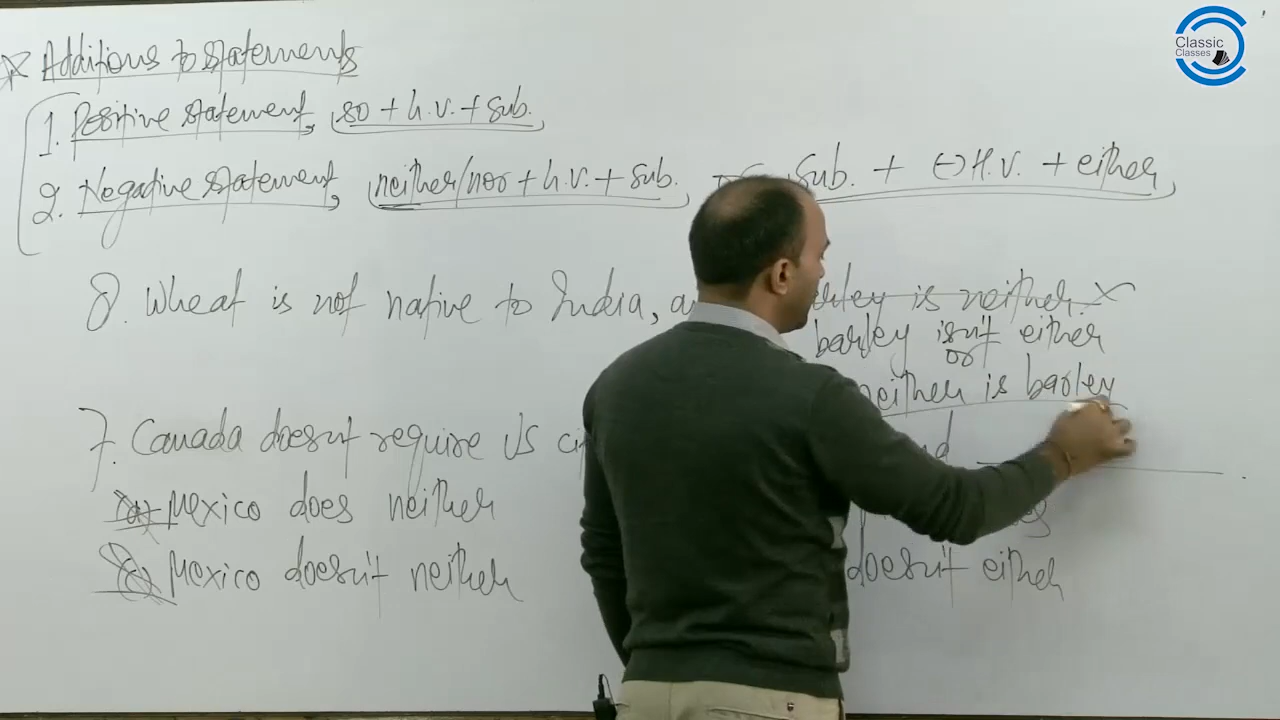 Classic
Classes
Additions to statements
1. Positive statement, so + h.v. + sub.
2. Negative statement, neither/nor + h.v. + sub. sub. + (-) H.V. + either
8. Wheat is not native to India, barley is neither. ×
barley isn't either
or
neither is barley
7. Canada doesn't require US
(a) Mexico does neither
(c) Mexico doesn't neither doesn't either